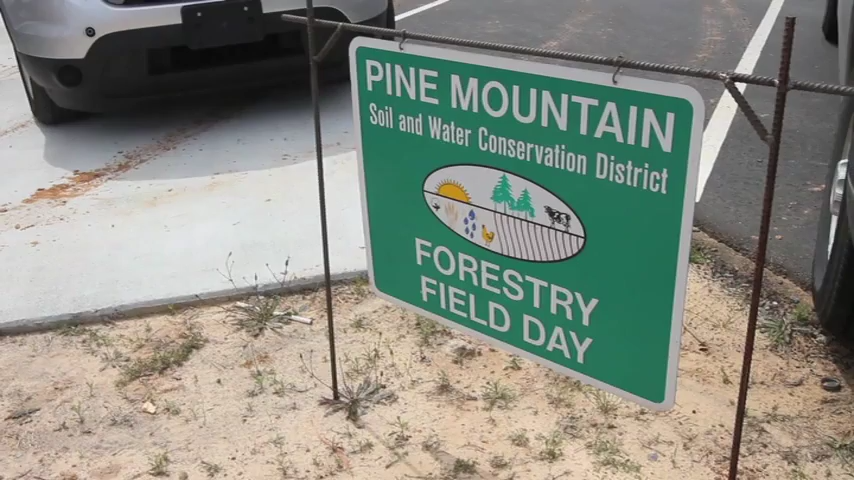 PINE MOUNTAIN
Soil and Water Conservation District
FORESTRY
FIELD DAY